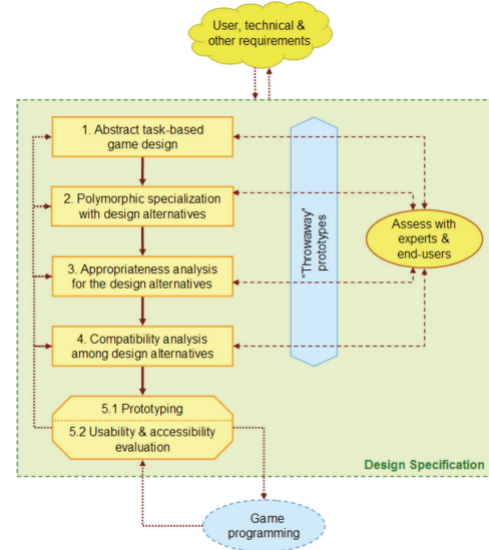 User, technical &
other requirements
1. Abstract task-based
game design
2. Polymorphic specialization
with design alternatives
3. Appropriateness analysis
for the design alternatives
4. Compatibility analysis
among design alternatives
"Throwaway"
prototypes
Assess with
experts &
end-users
5.1 Prototyping
5.2 Usability & accessibility
evaluation
Design Specification
Game
programming